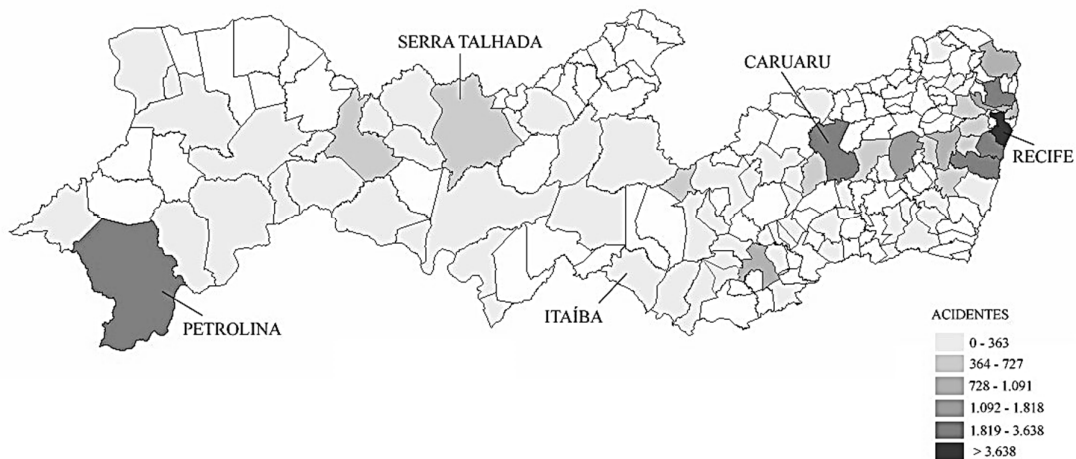 SERRA TALHADA
CARUARU
RECIFE
PETROLINA
ITAÍBA
ACIDENTES
0 - 363
364 - 727
728 - 1.091
1.092 - 1.818
1.819 - 3.638
> 3.638